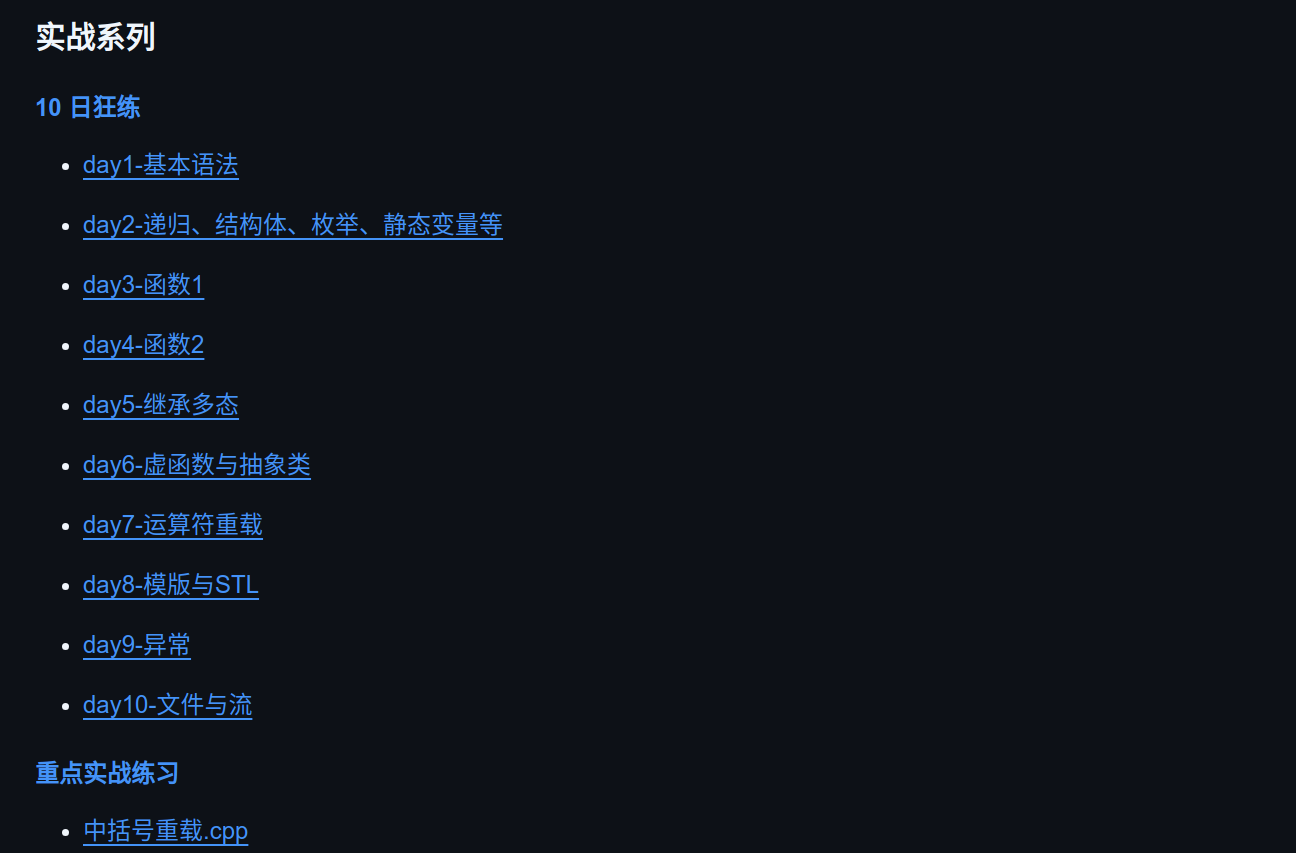 实战系列
10 日狂练
day1-基本语法
day2-递归、结构体、枚举、静态变量等
day3-函数1
day4-函数2
day5-继承多态
day6-虚函数与抽象类
day7-运算符重载
day8-模版与STL
day9-异常
day10-文件与流
重点实战练习
中括号重载.cpp